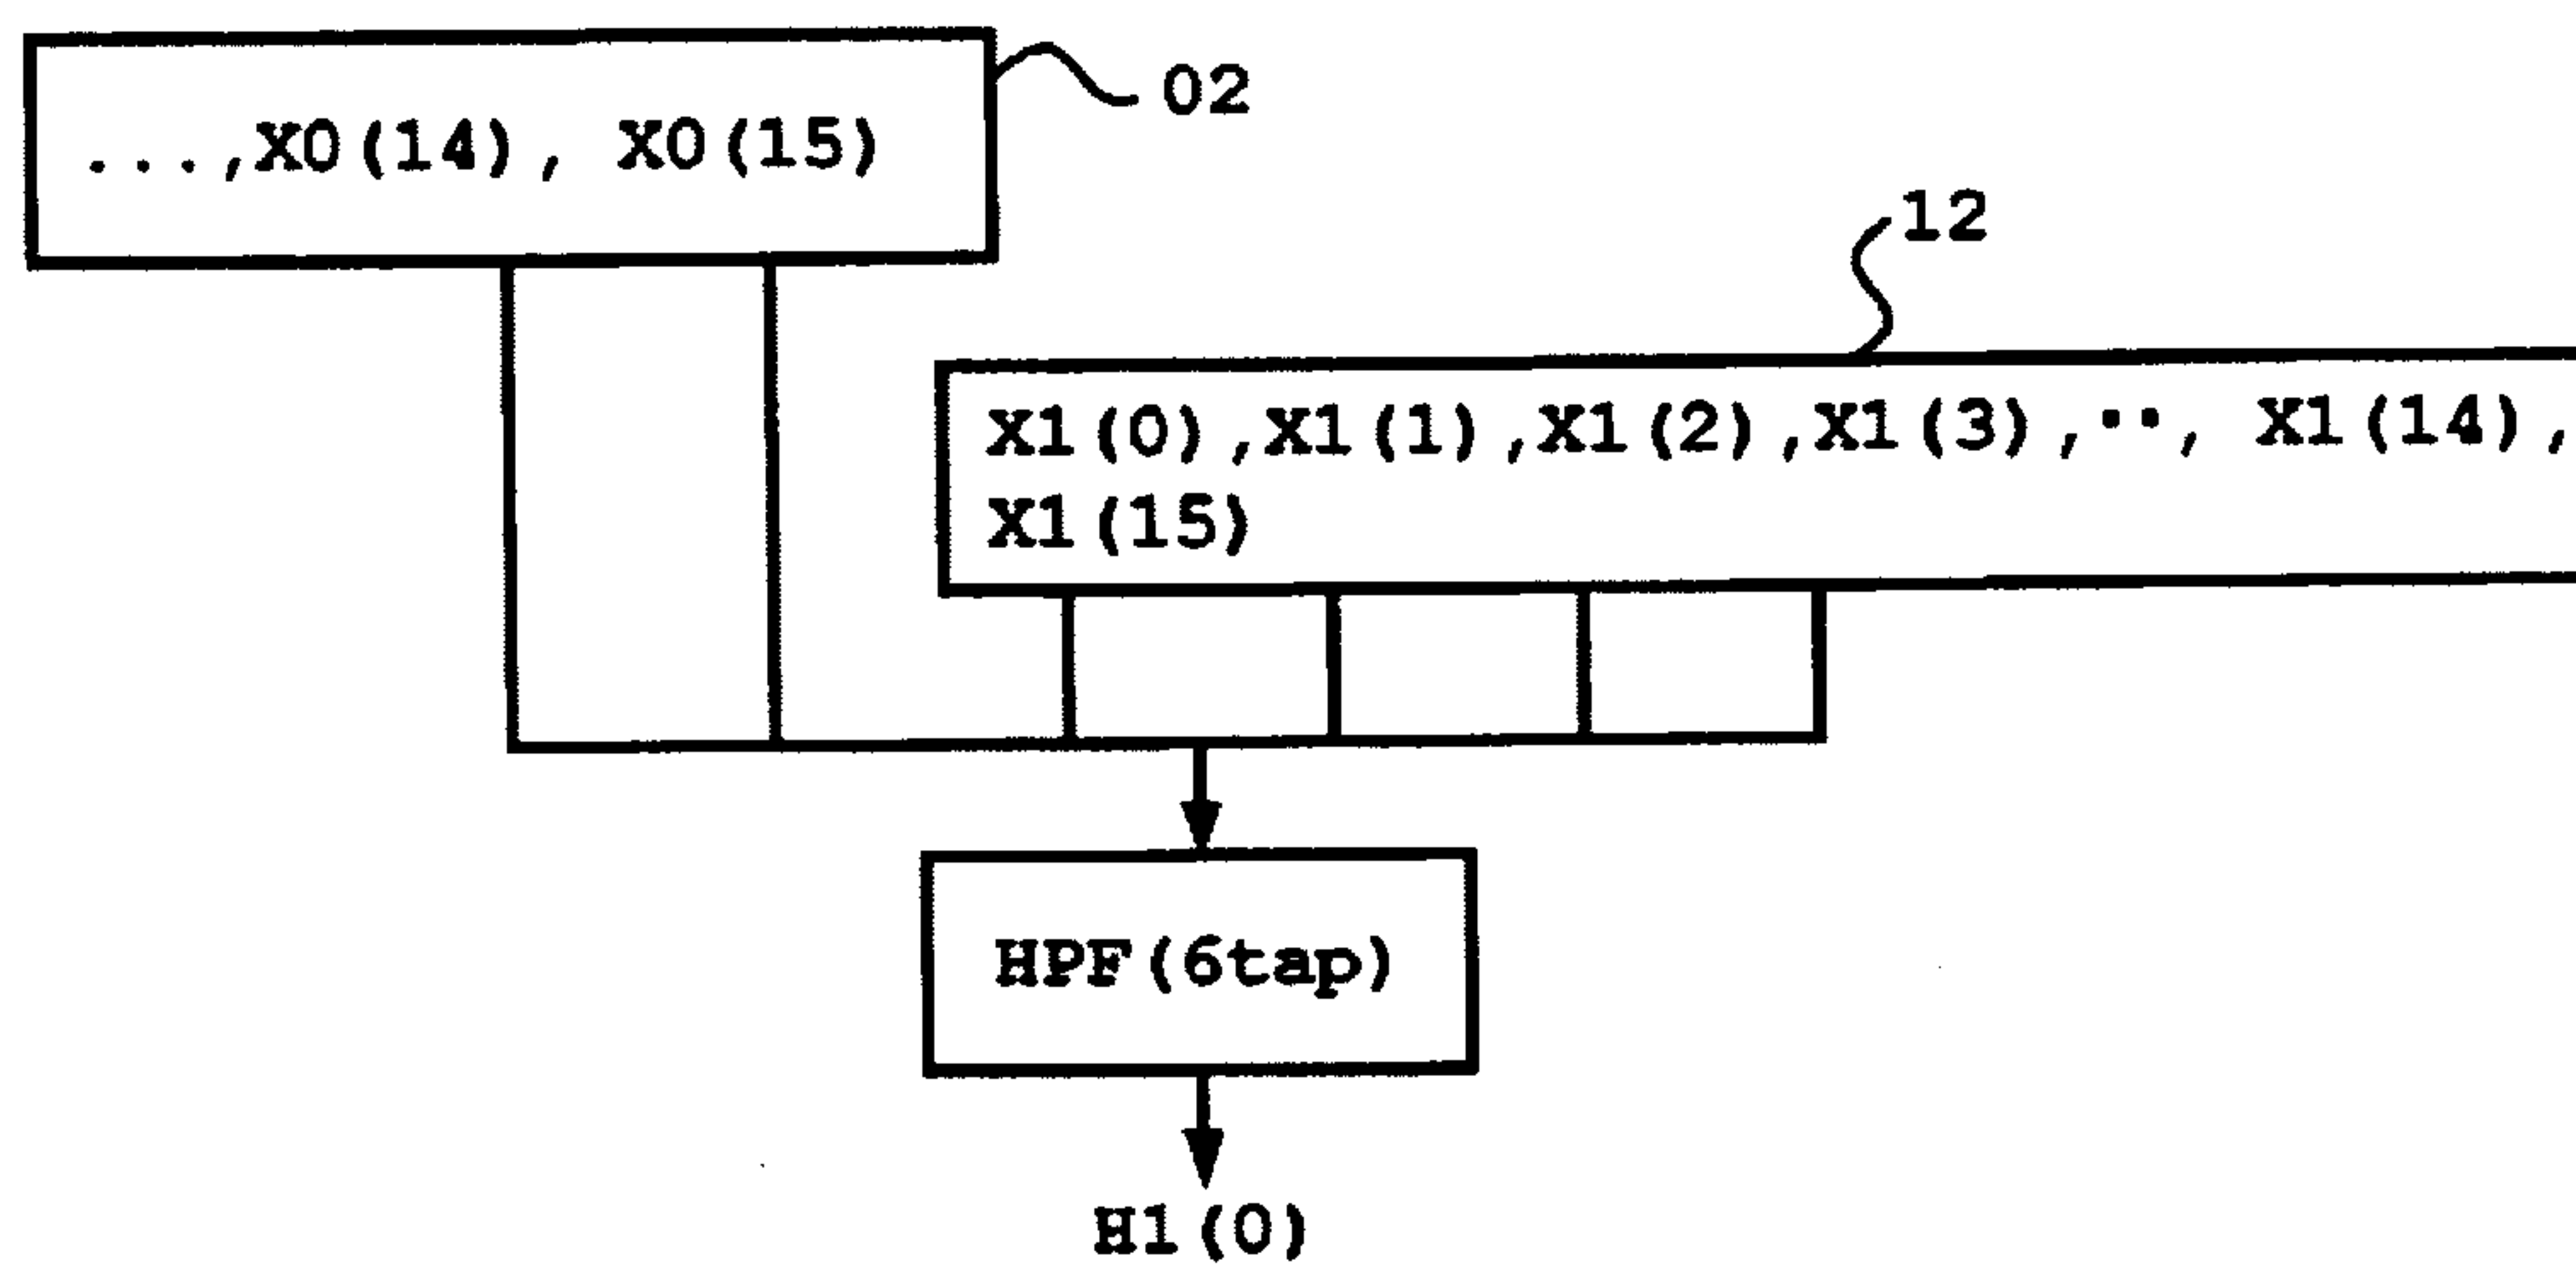 02
...,X0(14), X0(15)
12
X1(0),X1(1),X1(2),X1(3),··, X1(14),
X1(15)
HPF(6tap)
H1(0)